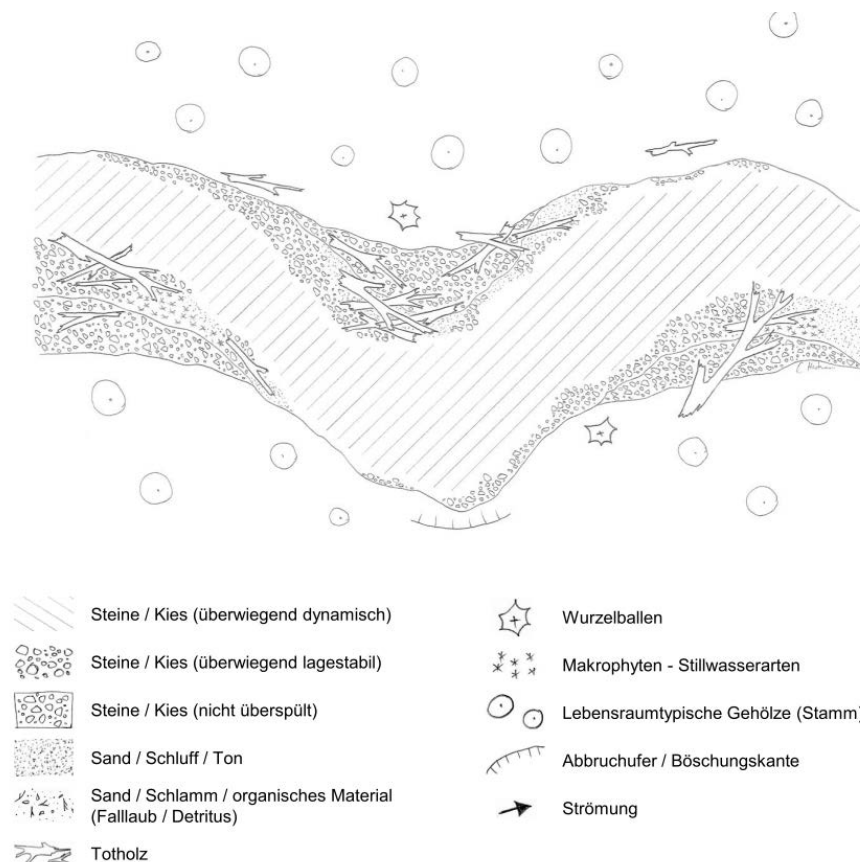 Steine / Kies (überwiegend dynamisch)
Steine / Kies (überwiegend lagestabil)
Steine / Kies (nicht überspült)
Sand / Schluff / Ton
Sand / Schlamm / organisches Material
(Falllaub / Detritus)
Totholz
Wurzelballen
Makrophyten - Stillwasserarten
Lebensraumtypische Gehölze (Stamm)
Abbruchufer / Böschungskante
Strömung